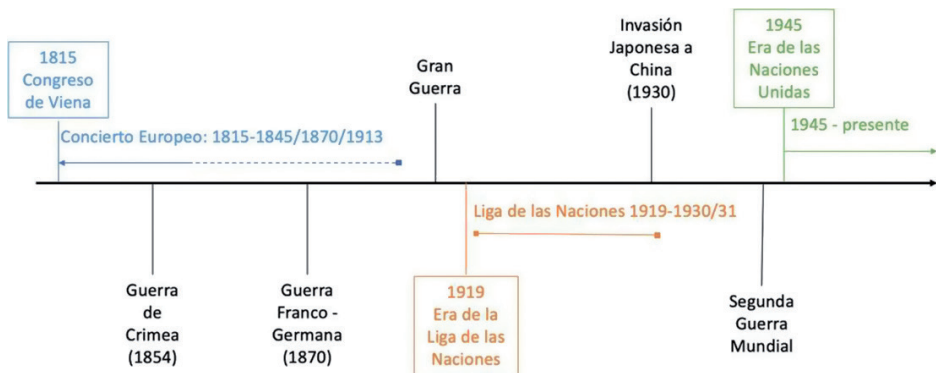 1815
Congreso
de Viena
Concierto Europeo: 1815-1845/1870/1913
Gran
Guerra
Invasión
Japonesa a
China
(1930)
1945
Era de las
Naciones
Unidas
1945 - presente
Liga de las Naciones 1919-1930/31
Guerra
de
Crimea
(1854)
Guerra
Franco -
Germana
(1870)
1919
Era de la
Liga de las
Naciones
Segunda
Guerra
Mundial